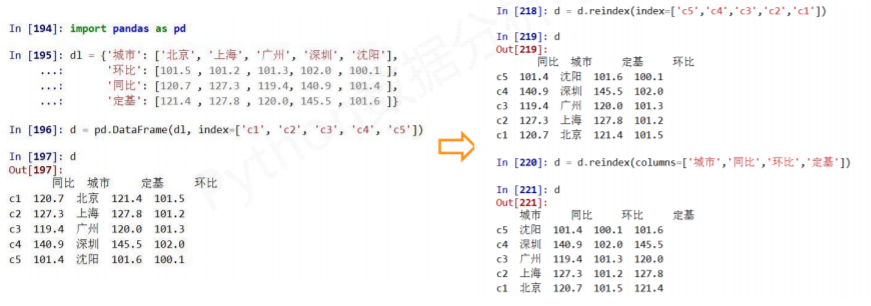 In [194]: import pandas as pd
In [195]: dl = {'城市': ['北京', '上海', '广州', '深圳', '沈阳'],
...: '环比': [101.5 , 101.2 , 101.3, 102.0 , 100.1 ],
...: '同比': [120.7 , 127.3 , 119.4, 140.9 , 101.4 ],
...: '定基': [121.4 , 127.8 , 120.0, 145.5 , 101.6 ]}
In [196]: d = pd.DataFrame(dl, index=['c1', 'c2', 'c3', 'c4', 'c5'])
In [197]: d
Out[197]:
同比 城市 定基 环比
c1 120.7 北京 121.4 101.5
c2 127.3 上海 127.8 101.2
c3 119.4 广州 120.0 101.3
c4 140.9 深圳 145.5 102.0
c5 101.4 沈阳 101.6 100.1
In [218]: d = d.reindex(index=['c5','c4','c3','c2','c1'])
In [219]: d
Out[219]:
同比 城市 定基 环比
c5 101.4 沈阳 101.6 100.1
c4 140.9 深圳 145.5 102.0
c3 119.4 广州 120.0 101.3
c2 127.3 上海 127.8 101.2
c1 120.7 北京 121.4 101.5
In [220]: d = d.reindex(columns=['城市','同比','环比','定基'])
In [221]: d
Out[221]:
城市 同比 环比 定基
c5 沈阳 101.4 100.1 101.6
c4 深圳 140.9 102.0 145.5
c3 广州 119.4 101.3 120.0
c2 上海 127.3 101.2 127.8
c1 北京 120.7 101.5 121.4
Python数据分